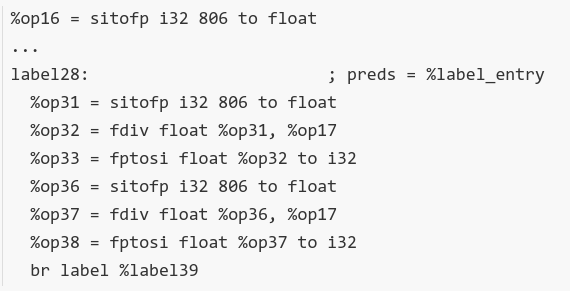 %op16 = sitofp i32 806 to float
...
label28:                        ; preds = %label_entry
  %op31 = sitofp i32 806 to float
  %op32 = fdiv float %op31, %op17
  %op33 = fptosi float %op32 to i32
  %op36 = sitofp i32 806 to float
  %op37 = fdiv float %op36, %op17
  %op38 = fptosi float %op37 to i32
  br label %label39